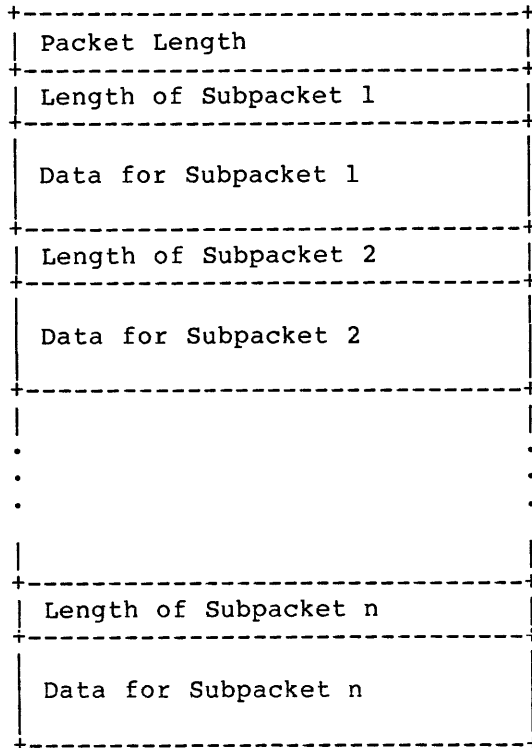 Packet Length
Length of Subpacket 1
Data for Subpacket 1
Length of Subpacket 2
Data for Subpacket 2
Length of Subpacket n
Data for Subpacket n